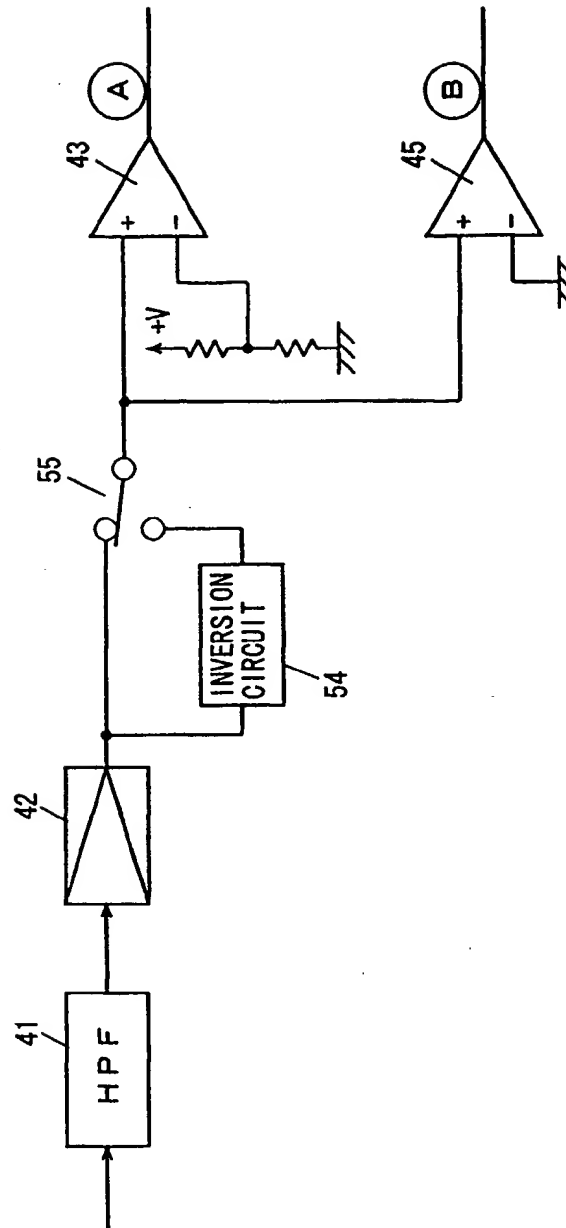 41
HPF
42
INVERSION
CIRCUIT
54
55
+V
43
+
-
A
45
+
-
B